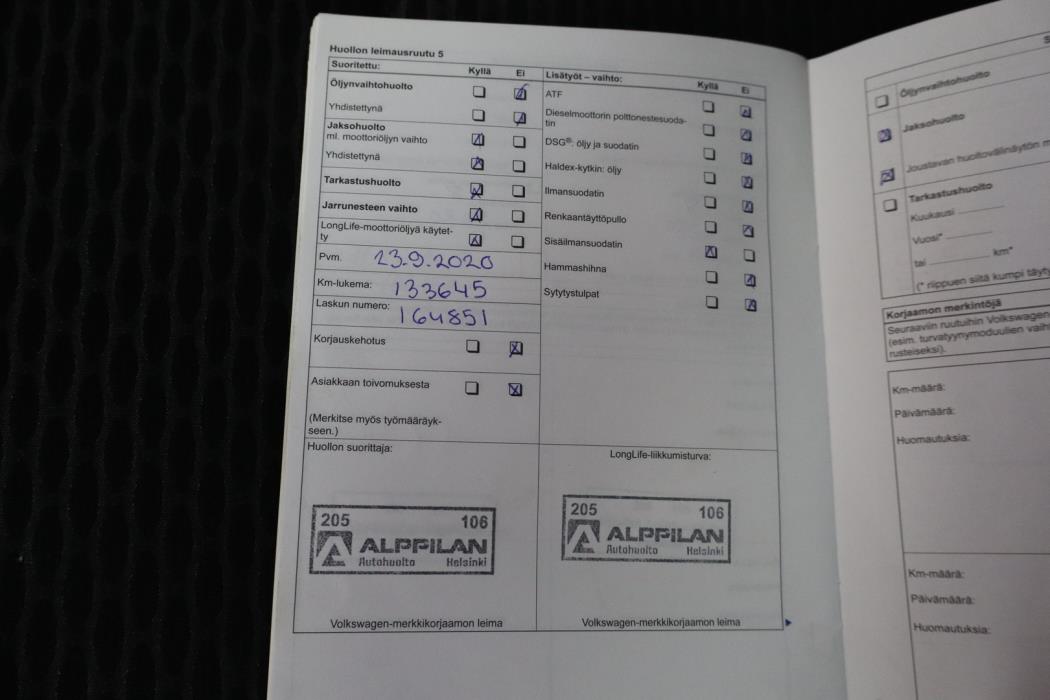 Huollon leimausruutu 5
Suoritettu: Kyllä Ei
Öljynvaihtohuolto
Yhdistettynä
Jaksohuolto
ml. moottoriöljyn vaihto
Yhdistettynä
Tarkastushuolto
Jarrunesteen vaihto
LongLife-moottoriöljyä käytet-
ty
Pvm. 23.9.2020
Km-lukema: 133645
Laskun numero: 164851
Korjauskehotus
Asiakkaan toivomuksesta
(Merkitse myös työmääräyk-
seen.)
Lisätyöt – vaihto: Kyllä Ei
ATF
Dieselmoottorin polttonestesuoda-
tin
DSG®: öljy ja suodatin
Haldex-kytkin: öljy
Ilmansuodatin
Renkaantäyttöpullo
Sisäilmansuodatin
Hammashihna
Sytytystulpat
Huollon suorittaja:
205 106
ALPPILAN
Autohuolto Helsinki
Volkswagen-merkkikorjaamon leima
LongLife-liikkumisturva:
205 106
ALPPILAN
Autohuolto Helsinki
Volkswagen-merkkikorjaamon leima
Öljynvaihtohuolto
Jaksohuolto
Joustavan huoltovälinäytön m
Tarkastushuolto
Kuukausi
Vuosi*
tai km*
(* riippuen siitä kumpi täyty
Korjaamon merkintöjä
Seuraaviin ruutuihin Volkswagen
(esim. turvatyynymoduulien vaih
rusteiseksi).
Km-määrä:
Päivämäärä:
Huomautuksia:
Km-määrä:
Päivämäärä:
Huomautuksia: